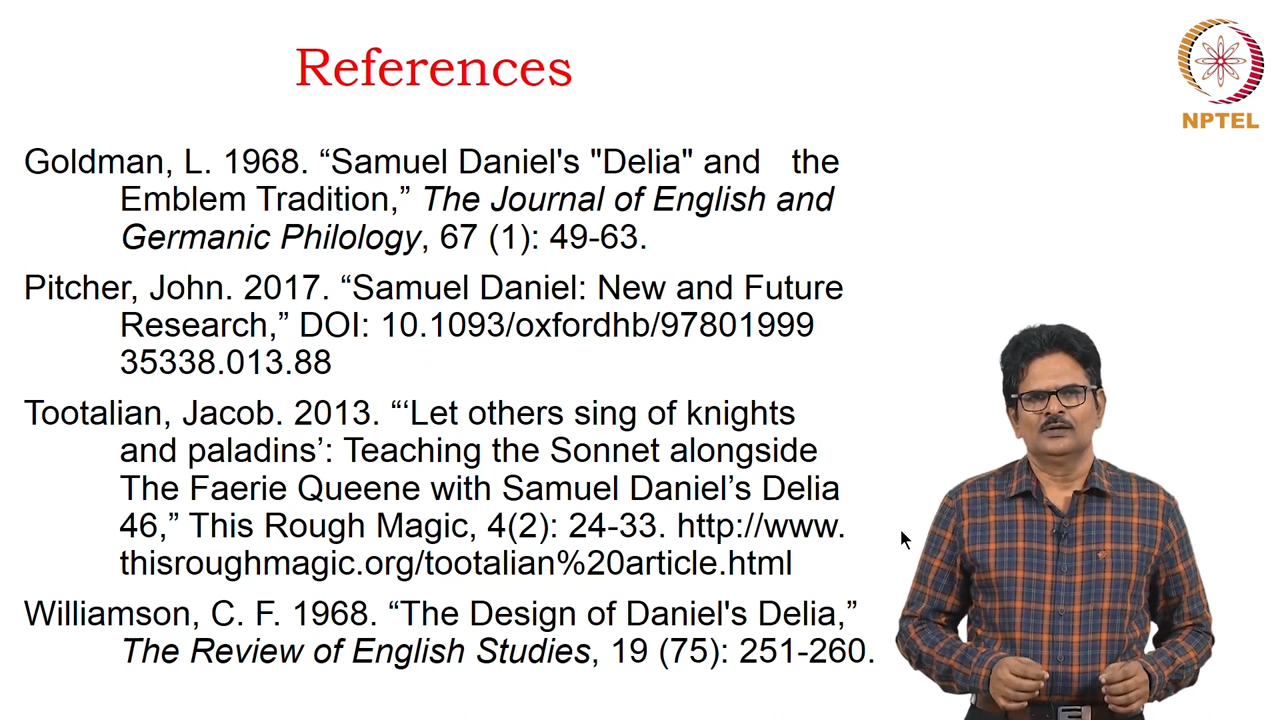 References
NPTEL
Goldman, L. 1968. “Samuel Daniel's "Delia" and the
Emblem Tradition,” The Journal of English and
Germanic Philology, 67 (1): 49-63.
Pitcher, John. 2017. “Samuel Daniel: New and Future
Research,” DOI: 10.1093/oxfordhb/97801999
35338.013.88
Tootalian, Jacob. 2013. “‘Let others sing of knights
and paladins’: Teaching the Sonnet alongside
The Faerie Queene with Samuel Daniel’s Delia
46,” This Rough Magic, 4(2): 24-33. http://www.
thisroughmagic.org/tootalian%20article.html
Williamson, C. F. 1968. “The Design of Daniel's Delia,”
The Review of English Studies, 19 (75): 251-260.